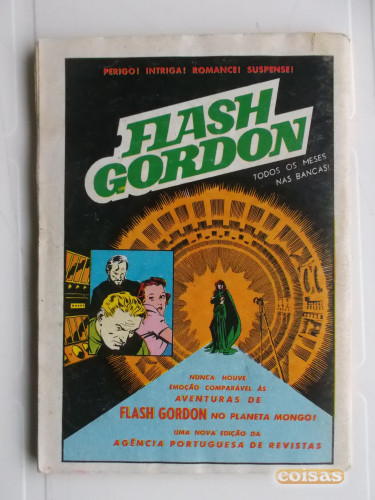 PERIGO! INTRIGA! ROMANCE! SUSPENSE!
FLASH
GORDON
TODOS OS MESES
NAS BANCAS!
NUNCA HOUVE
EMOÇÃO COMPARÁVEL ÀS
AVENTURAS DE
FLASH GORDON NO PLANETA MONGO!
UMA NOVA EDIÇÃO DA
AGÊNCIA PORTUGUESA DE REVISTAS
coisas